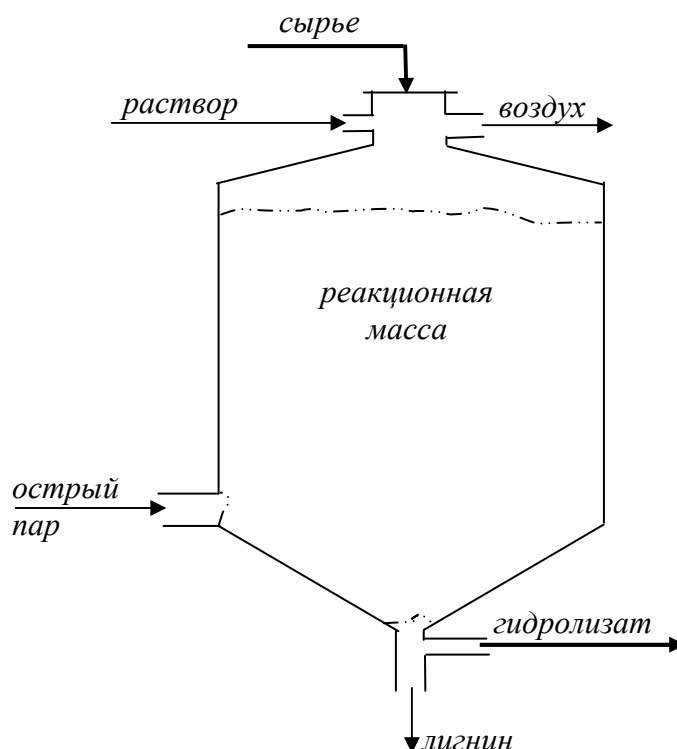 сырье
раствор
воздух
реакционная
масса
острый
пар
гидролизат
лигнин